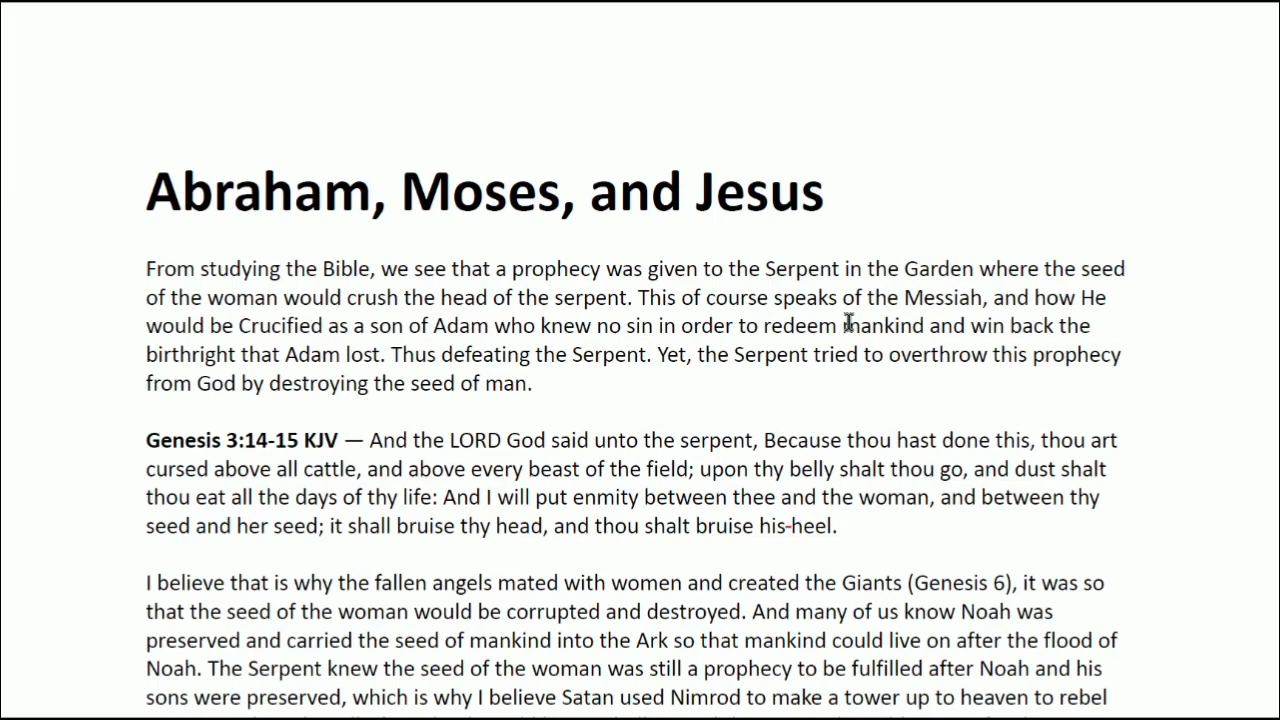 Abraham, Moses, and Jesus
From studying the Bible, we see that a prophecy was given to the Serpent in the Garden where the seed
of the woman would crush the head of the serpent. This of course speaks of the Messiah, and how He
would be Crucified as a son of Adam who knew no sin in order to redeem mankind and win back the
birthright that Adam lost. Thus defeating the Serpent. Yet, the Serpent tried to overthrow this prophecy
from God by destroying the seed of man.
Genesis 3:14-15 KJV — And the LORD God said unto the serpent, Because thou hast done this, thou art
cursed above all cattle, and above every beast of the field; upon thy belly shalt thou go, and dust shalt
thou eat all the days of thy life: And I will put enmity between thee and the woman, and between thy
seed and her seed; it shall bruise thy head, and thou shalt bruise his-heel.
I believe that is why the fallen angels mated with women and created the Giants (Genesis 6), it was so
that the seed of the woman would be corrupted and destroyed. And many of us know Noah was
preserved and carried the seed of mankind into the Ark so that mankind could live on after the flood of
Noah. The Serpent knew the seed of the woman was still a prophecy to be fulfilled after Noah and his
sons were preserved, which is why I believe Satan used Nimrod to make a tower up to heaven to rebel